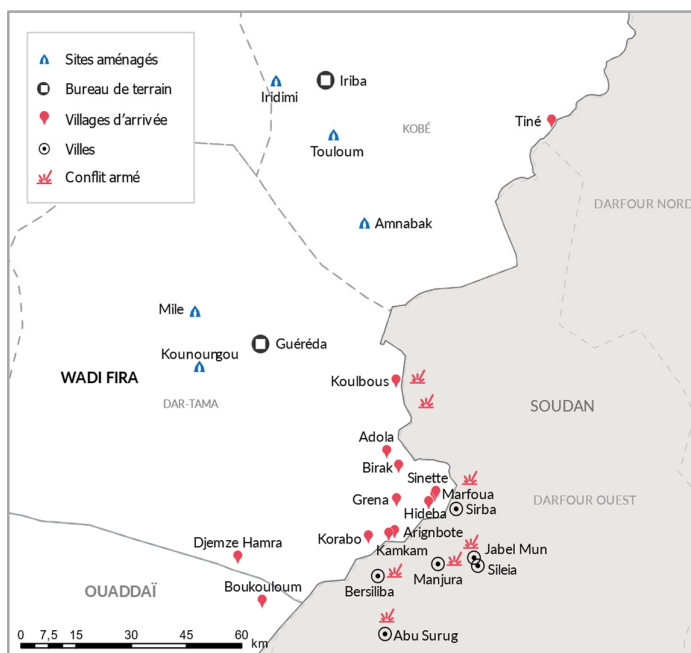 Sites aménagés
Bureau de terrain
Villages d'arrivée
Villes
Conflit armé
Iridimi
Iriba
KOBÉ
Tiné
Touloum
DARFOUR NORD
Amnabak
Mile
Guéréda
Kounourgou
WADI FIRA
DAR-TAMA
Koulbous
SOUDAN
Adola
Birak
Sinette
Marfoua
Grena
Hideba
Sirba
DARFOUR OUEST
Korabo
Arignbote
Kamkam
Djemze Hamra
Jabel Mun
Sileia
Manjura
OUADDAÏ
Boukouloum
Bersiliba
Abu Surug
0 7,5 15 30 45 60 km